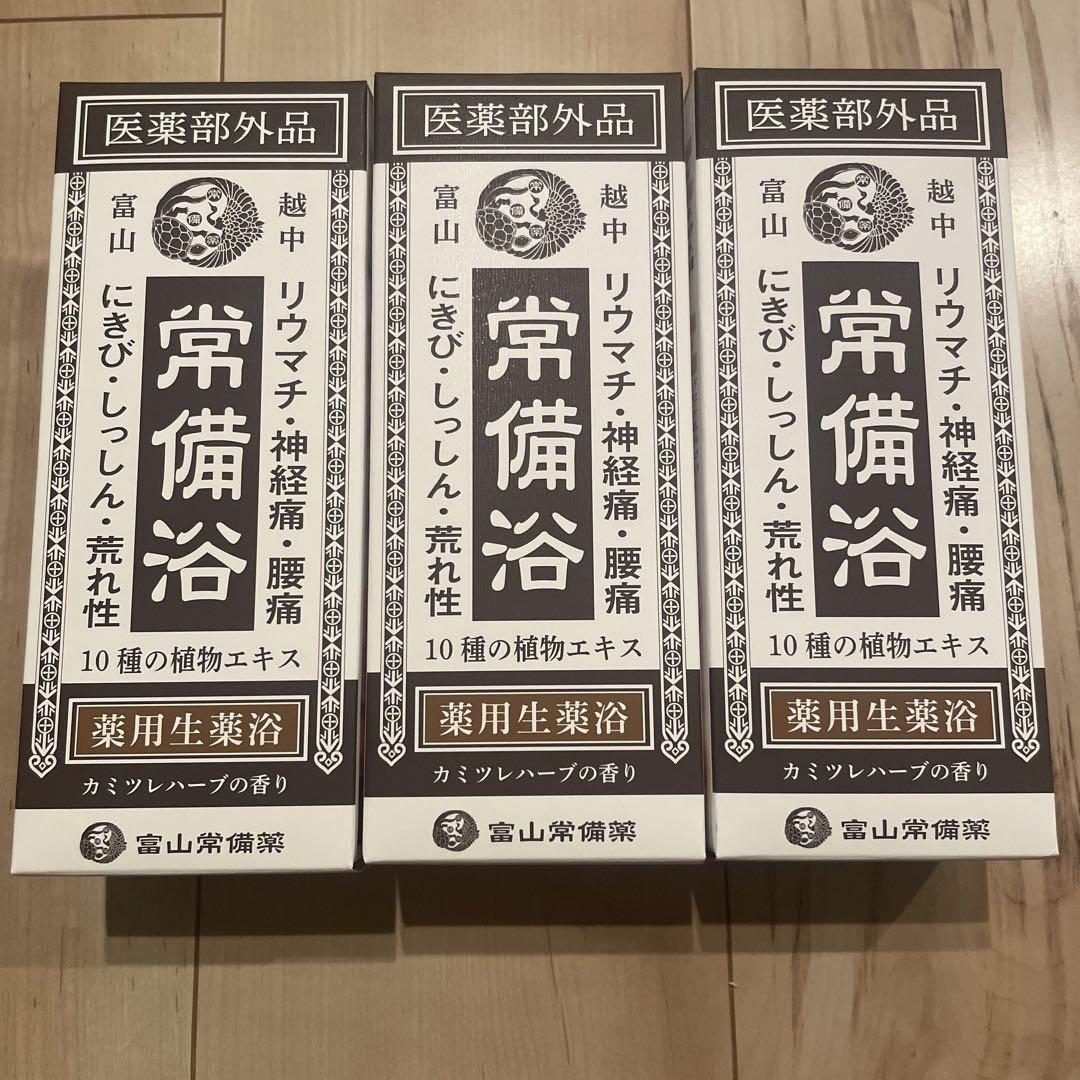 医薬部外品
越中
富山
常
備
薬
リウマチ・神経痛・腰痛
常備浴
にきび・しっしん・荒れ性
10種の植物エキス
薬用生薬浴
カミツレハーブの香り
富山常備薬
医薬部外品
越中
富山
常
備
薬
リウマチ・神経痛・腰痛
常備浴
にきび・しっしん・荒れ性
10種の植物エキス
薬用生薬浴
カミツレハーブの香り
富山常備薬
医薬部外品
越中
富山
常
備
薬
リウマチ・神経痛・腰痛
常備浴
にきび・しっしん・荒れ性
10種の植物エキス
薬用生薬浴
カミツレハーブの香り
富山常備薬